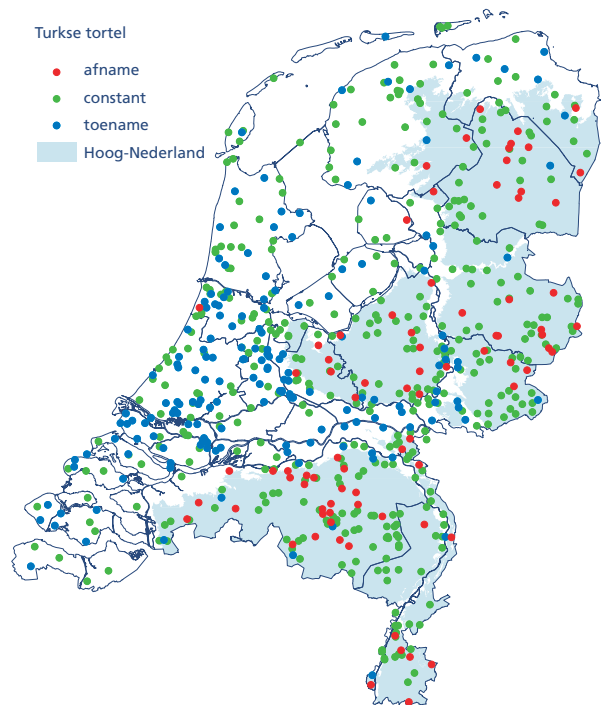 Turkse tortel
afname
constant
toename
Hoog-Nederland